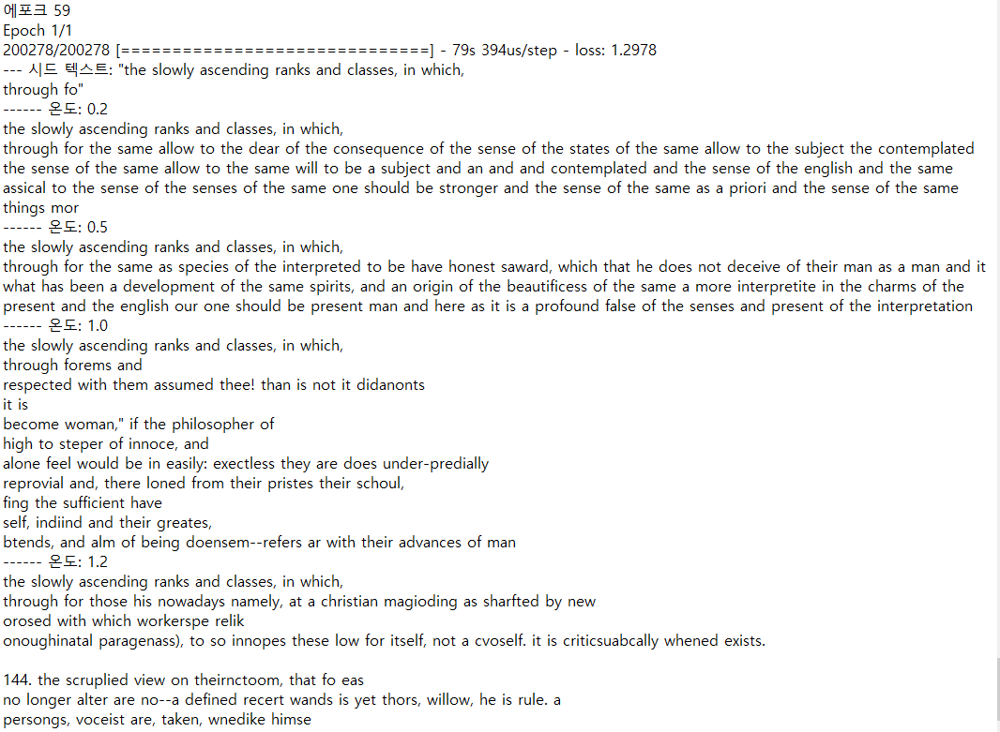 에포크 59
Epoch 1/1
200278/200278 [==============================] - 79s 394us/step - loss: 1.2978
--- 시드 텍스트: "the slowly ascending ranks and classes, in which,
through fo"
------ 온도: 0.2
the slowly ascending ranks and classes, in which,
through for the same allow to the dear of the consequence of the sense of the states of the same allow to the subject the contemplated
the sense of the same allow to the same will to be a subject and an and and contemplated and the sense of the english and the same
assical to the sense of the senses of the same one should be stronger and the sense of the same as a priori and the sense of the same
things mor
------ 온도: 0.5
the slowly ascending ranks and classes, in which,
through for the same as species of the interpreted to be have honest saward, which that he does not deceive of their man as a man and it
what has been a development of the same spirits, and an origin of the beautificess of the same a more interpretite in the charms of the
present and the english our one should be present man and here as it is a profound false of the senses and present of the interpretation
------ 온도: 1.0
the slowly ascending ranks and classes, in which,
through forems and
respected with them assumed thee! than is not it didanonts
it is
become woman," if the philosopher of
high to steper of innoce, and
alone feel would be in easily: exectless they are does under-predially
reprovial and, there loned from their pristes their schoul,
fing the sufficient have
self, indiind and their greates,
btends, and alm of being doensem--refers ar with their advances of man
------ 온도: 1.2
the slowly ascending ranks and classes, in which,
through for those his nowadays namely, at a christian magioding as sharfted by new
orosed with which workerspe relik
onoughinatal paragenass), to so innopes these low for itself, not a cvoself. it is criticsuabcally whened exists.
144. the scruplied view on theirnctoom, that fo eas
no longer alter are no--a defined recert wands is yet thors, willow, he is rule. a
persongs, voceist are, taken, wnedike himse